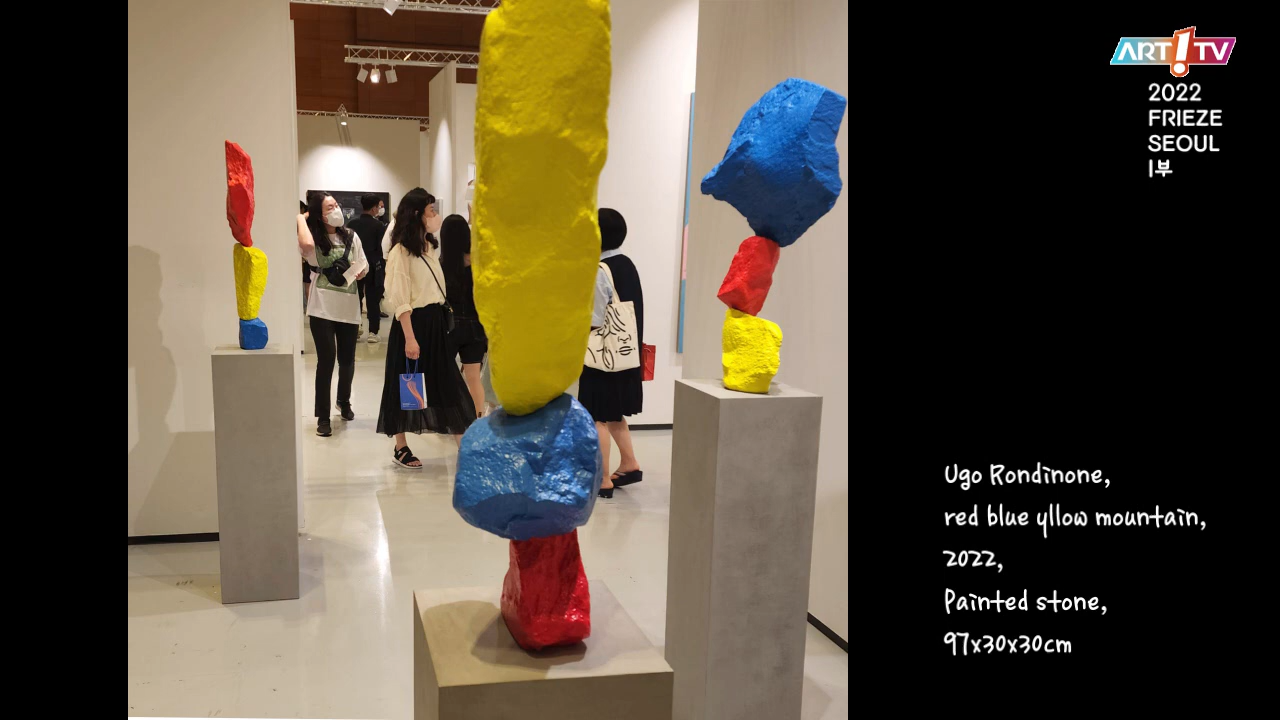 ART!TV
2022
FRIEZE
SEOUL
1부
Ugo Rondinone,
red blue yllow mountain,
2022,
Painted stone,
97x30x30cm